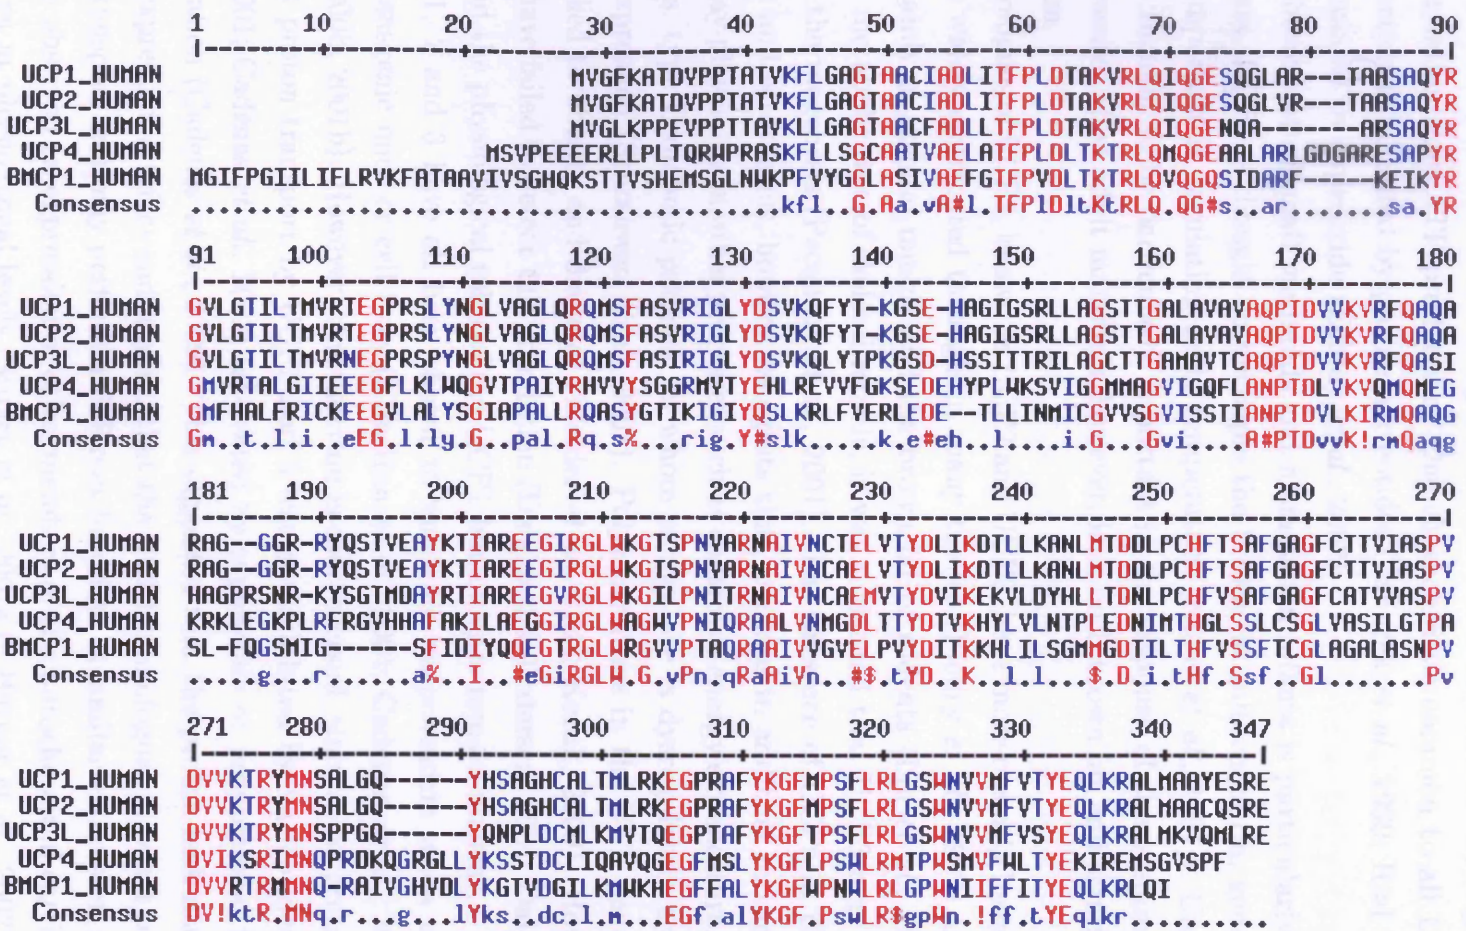 1 10 20 30 40 50 60 70 80 90
|--------+---------+---------+---------+---------+---------+---------+---------+---------|
UCP1_HUMAN MVGFKATDVPPTATVKFLGAGTAACIADLITFPLDTAKVRLQIQGESQGLAR---TAASAQYR
UCP2_HUMAN MVGFKATDVPPTATVKFLGAGTAACIADLITFPLDTAKVRLQIQGESQGLVR---TAASAQYR
UCP3L_HUMAN MVGLKPPEVPPTTAVKLLGAGTAACFADLLTFPLDTAKVRLQIQGENQA-------ARSAQYR
UCP4_HUMAN MSVPEEEERLLPLTQRWPRASKFLLSGCAATVAELATFPLDLTKTRLQMQGEAALARLGDGARESAPYR
BMCP1_HUMAN MGIFPGIILIFLRVKFATAAVIVSGHQKSTTVSHEMSGLNWKPFVYGGLASIVAEFGTFPVDLTKTRLQVQGQSIDARF-----KEIKYR
Consensus ..........................................kfl..G.Aa.vA#l.TFPlDltKtRLQ.QG#s..ar.......sa.YR
91 100 110 120 130 140 150 160 170 180
|--------+---------+---------+---------+---------+---------+---------+---------+---------|
UCP1_HUMAN GVLGTILTMVRTEGPRSLYNGLVAGLQRQMSFASVRIGLYDSVKQFYT-KGSE-HAGIGSRLLAGSTTGALAVAVAQPTDVVKVRFQAQA
UCP2_HUMAN GVLGTILTMVRTEGPRSLYNGLVAGLQRQMSFASVRIGLYDSVKQFYT-KGSE-HAGIGSRLLAGSTTGALAVAVAQPTDVVKVRFQAQA
UCP3L_HUMAN GVLGTILTMVRNEGPRSPYNGLVAGLQRQMSFASIRIGLYDSVKQLYTPKGSD-HSSITTRILAGCTTGAMAVTCAQPTDVVKVRFQASI
UCP4_HUMAN GMVRTALGIIEEEGFLKLWQGVTPAIYRHVVYSGGRMVTYEHLREVVFGKSEDEHYPLWKSVIGGMMAGVIGQFLANPTDLVKVQMQMEG
BMCP1_HUMAN GMFHALFRICKEEGVLALYSGIAPALLRQASYGTIKIGIYQSLKRLFVERLEDE--TLLINMICGVVSGVISSTIANPTDVLKIRMQAQG
Consensus Gm..t.l.i..eEG.l.ly.G..pal.Rq.s%...rig.Y#slk....k.e#eh..l....i.G...Gvi....A#PTDvvK!rmQaqg
181 190 200 210 220 230 240 250 260 270
|--------+---------+---------+---------+---------+---------+---------+---------+---------|
UCP1_HUMAN RAG--GGR-RYQSTVEAYKTIAREEGIRGLWKGTSPNVARNAIVNCTELVTYDLIKDTLLKANLMTDDLPCHFTSAFGAGFCTTVIASPV
UCP2_HUMAN RAG--GGR-RYQSTVEAYKTIAREEGIRGLWKGTSPNVARNAIVNCAELVTYDLIKDTLLKANLMTDDLPCHFTSAFGAGFCTTVIASPV
UCP3L_HUMAN HAGPRSNR-KYSGTMDAYRTIAREEGVRGLWKGILPNITRNAIVNCAEMVTYDVIKEKVLDYHLLTDNLPCHFVSAFGAGFCATVVASPV
UCP4_HUMAN KRKLEGKPLRFRGVHHAFAKILAEGGIRGLWAGWVPNIQRAALVNMGDLTTYDTVKHYLVLNTPLEDNIMTHGLSSLCSGLVASILGTPA
BMCP1_HUMAN SL-FQGSMIG------SFIDIYQQEGTRGLWRGVVPTAQRAAIVVGVELPVYDITKKHLILSGMMGDTILTHFVSSFTCGLAGALASNPV
Consensus .....g...r......a%..I..#eGiRGLW.G.vPn.qRaAiVn..#$.tYD..K..l.l...$.D.i.tHf.Ssf..Gl.......Pv
271 280 290 300 310 320 330 340 347
|--------+---------+---------+---------+---------+---------+---------+------|
UCP1_HUMAN DVVKTRYMNSALGQ------YHSAGHCALTMLRKEGPRAFYKGFMPSFLRLGSWNVVMFVTYEQLKRALMAAYESRE
UCP2_HUMAN DVVKTRYMNSALGQ------YHSAGHCALTMLRKEGPRAFYKGFMPSFLRLGSWNVVMFVTYEQLKRALMAACQSRE
UCP3L_HUMAN DVVKTRYMNSPPGQ------YQNPLDCMLKMVTQEGPTAFYKGFTPSFLRLGSWNVVMFVSYEQLKRALMKVQMLRE
UCP4_HUMAN DVIKSRIMNQPRDKQGRGLLYKSSTDCLIQAVQGEGFMSLYKGFLPSWLRMTPWSMVFWLTYEKIREMSGVSPF
BMCP1_HUMAN DVVRTRMMNQ-RAIVGHVDLYKGTVDGILKMWKHEGFFALYKGFWPNWLRLGPWNIIFFITYEQLKRLQI
Consensus DV!ktR.MNq.r...g...lYks..dc.l.m...EGf.alYKGF.PswLR$gpWn.!ff.tYEqlkr..........